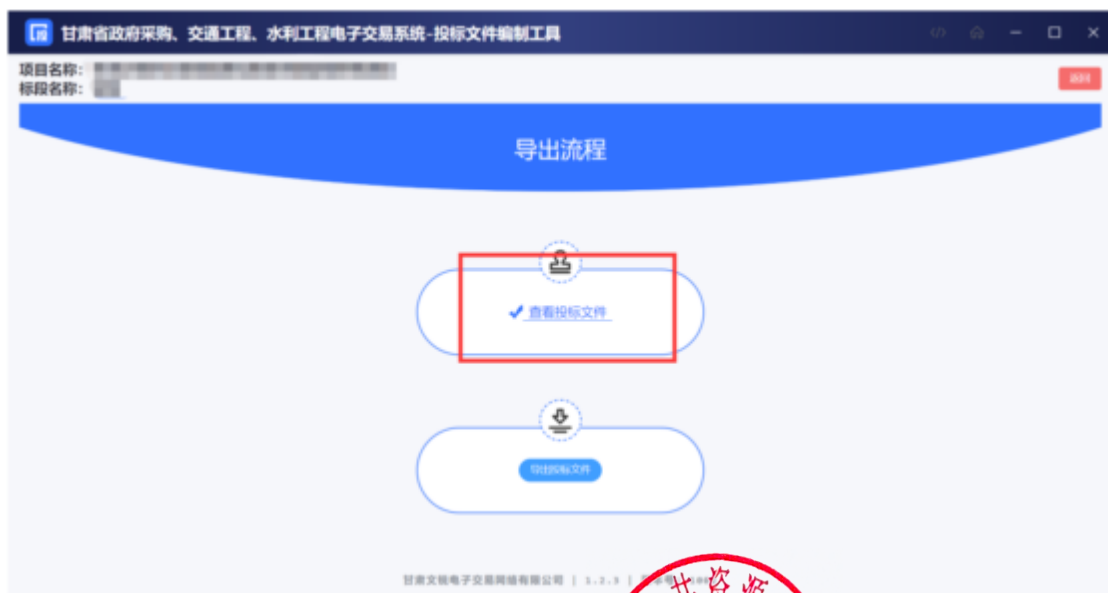 甘肃省政府采购、交通工程、水利工程电子交易系统-投标文件编制工具
项目名称:
标段名称:
返回
导出流程
查看投标文件
导出投标文件
甘肃文锐电子交易网络有限公司 | 1.2.3 |
共资源